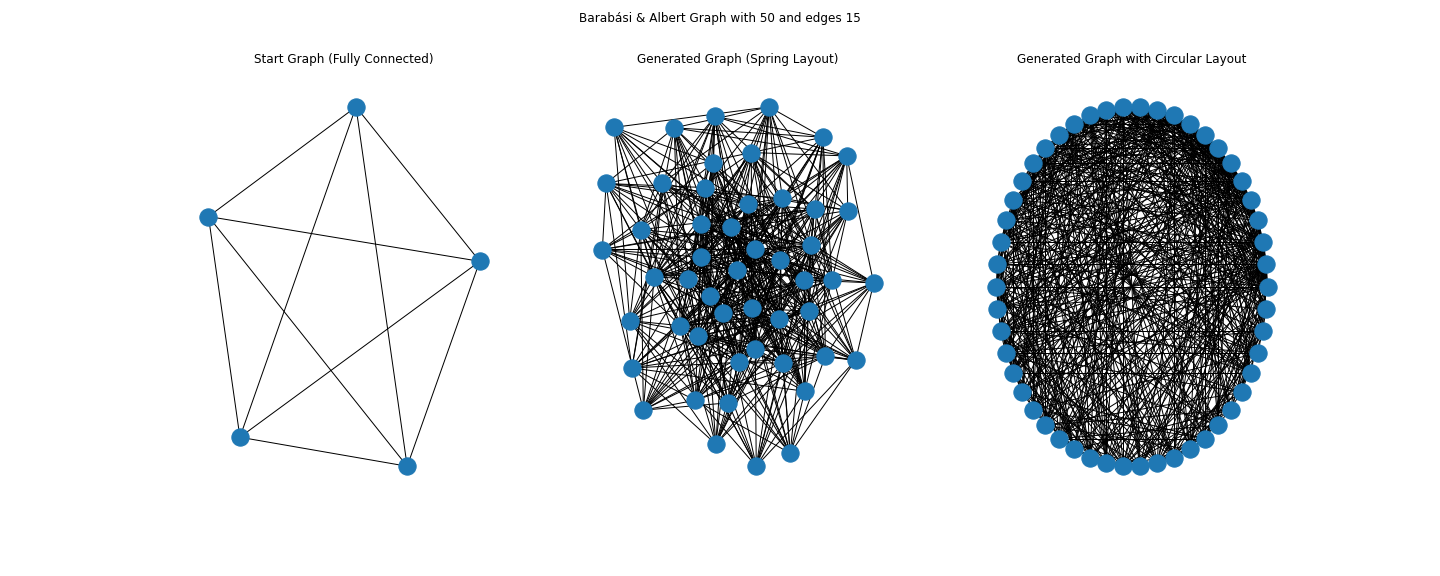 Barabási & Albert Graph with 50 and edges 15
Start Graph (Fully Connected)
Generated Graph (Spring Layout)
Generated Graph with Circular Layout